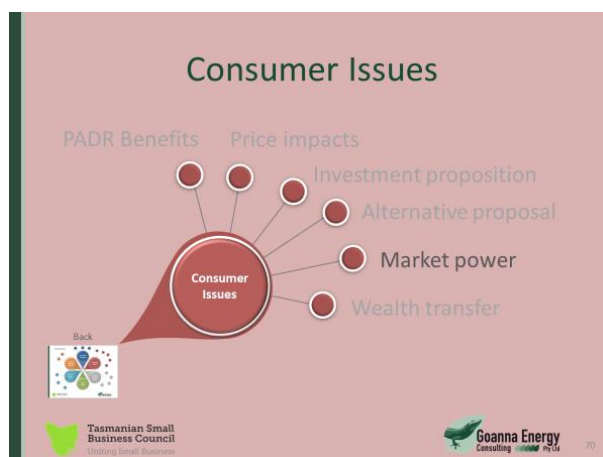 Consumer Issues
PADR Benefits
Price impacts
Investment proposition
Alternative proposal
Market power
Wealth transfer
Consumer
Issues
Back
Tasmanian Small
Business Council
Uniting Small Business
Goanna Energy
Consulting Pty Ltd
70